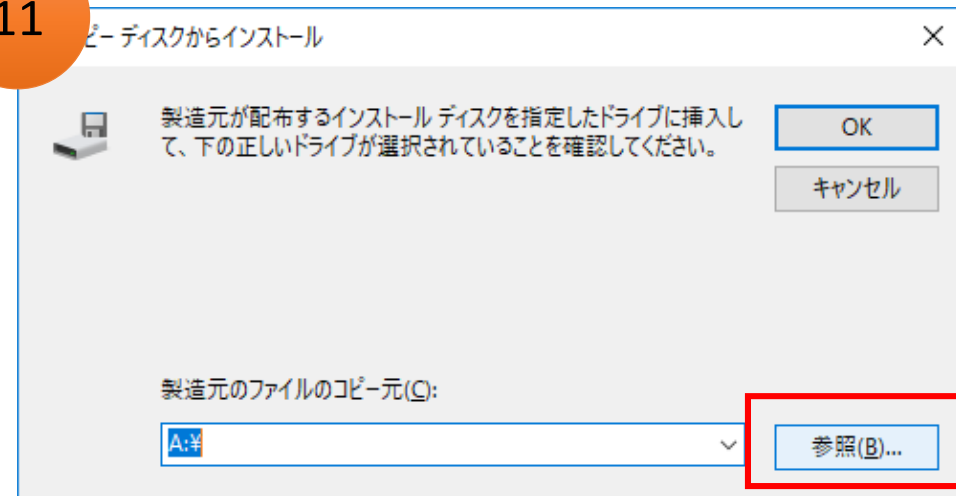 11
ピー ディスクからインストール
製造元が配布するインストール ディスクを指定したドライブに挿入し
て、下の正しいドライブが選択されていることを確認してください。
OK
キャンセル
製造元のファイルのコピー元(C):
A:¥
参照(B)...